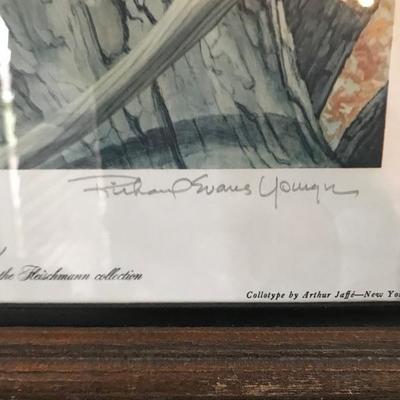 Richard Evans Younger
the Fleischmann collection
Collotype by Arthur Jaffé—New Yo